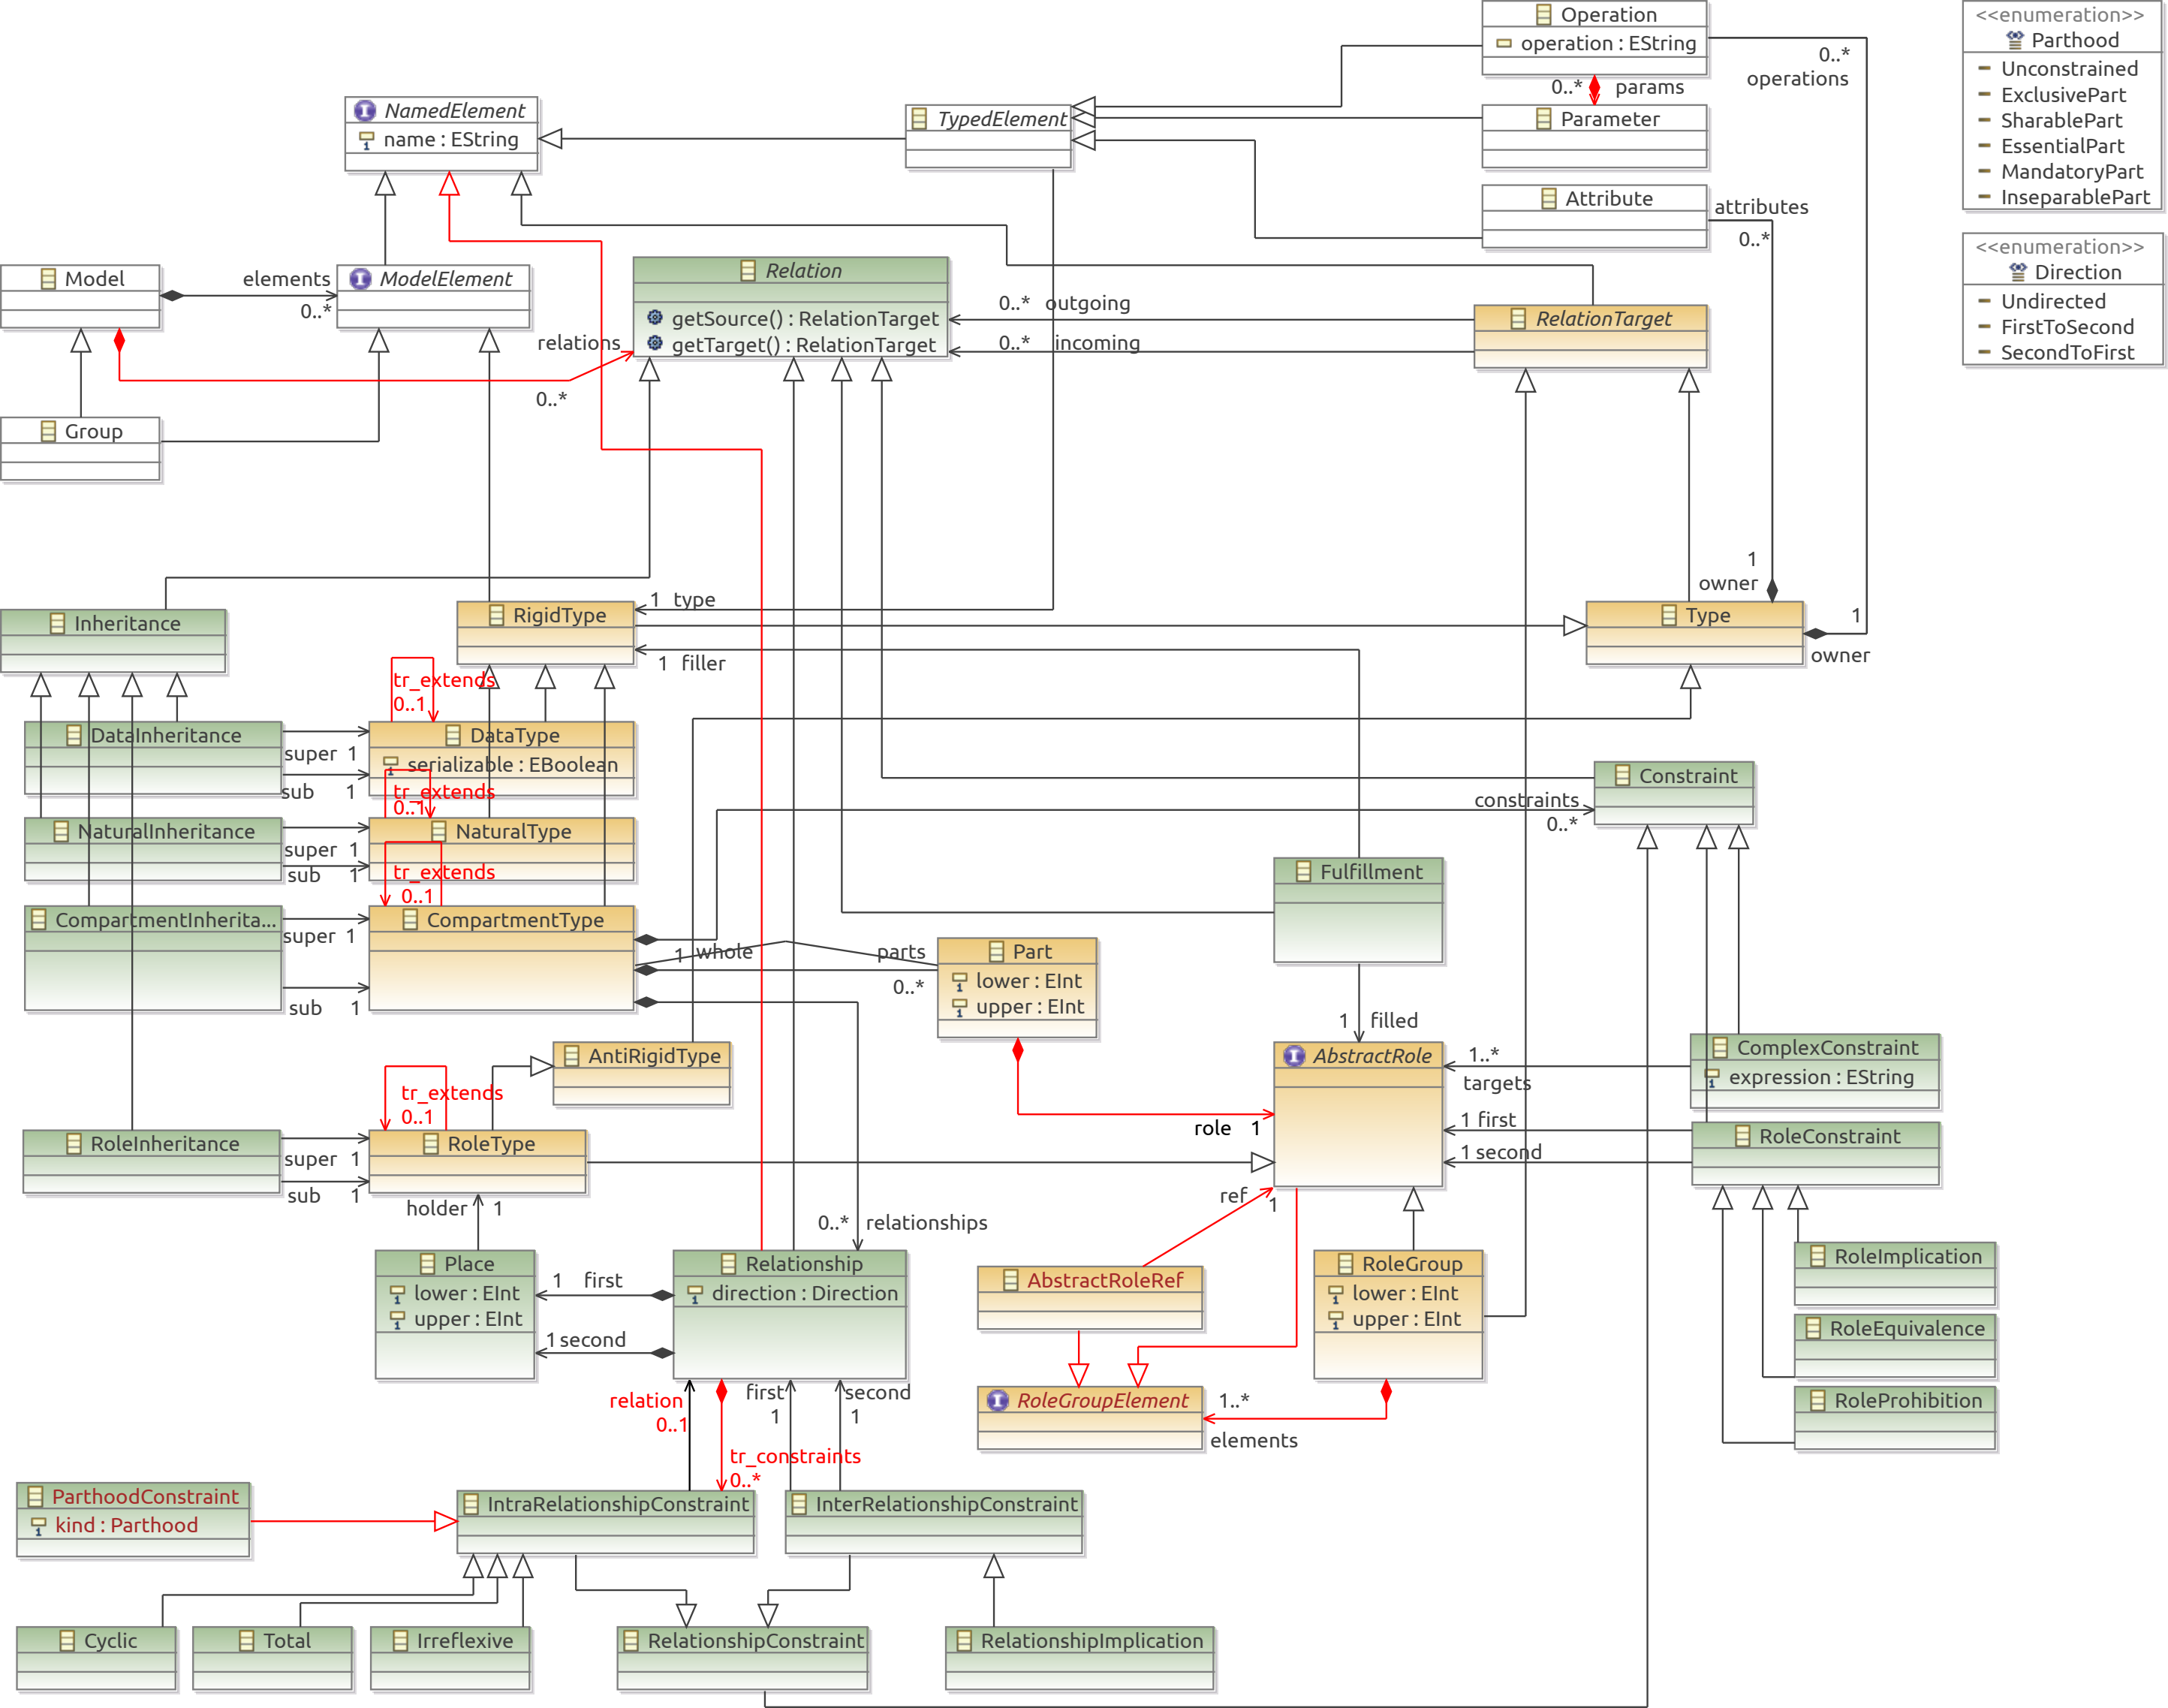 Operation
operation : EString
0..*
operations
0..* params
Parameter
Attribute
attributes
0..*
<<enumeration>>
Parthood
Unconstrained
ExclusivePart
SharablePart
EssentialPart
MandatoryPart
InseparablePart
<<enumeration>>
Direction
Undirected
FirstToSecond
SecondToFirst
NamedElement
name : EString
TypedElement
Model
elements
0..*
ModelElement
Relation
getSource() : RelationTarget
getTarget() : RelationTarget
0..* outgoing
0..* incoming
RelationTarget
relations
0..*
Group
1
owner
Inheritance
RigidType
1 type
1 filler
Type
1
owner
tr_extends
0..1
DataInheritance
super 1
sub 1
DataType
serializable : EBoolean
tr_extends
0..1
NaturalInheritance
super 1
sub 1
NaturalType
tr_extends
0..1
Constraint
constraints
0..*
Fulfillment
CompartmentInherita...
super 1
sub 1
CompartmentType
1 whole
parts
0..*
Part
lower : EInt
upper : EInt
1 filled
AntiRigidType
AbstractRole
1..*
targets
ComplexConstraint
expression : EString
tr_extends
0..1
role 1
1 first
1 second
RoleConstraint
RoleInheritance
super 1
sub 1
RoleType
holder 1
ref
1
0..* relationships
Place
lower : EInt
upper : EInt
1 first
1 second
Relationship
direction : Direction
AbstractRoleRef
RoleGroup
lower : EInt
upper : EInt
RoleImplication
RoleEquivalence
RoleProhibition
relation
0..1
first
1
second
1
RoleGroupElement
1..*
elements
tr_constraints
0..*
ParthoodConstraint
kind : Parthood
IntraRelationshipConstraint
InterRelationshipConstraint
Cyclic
Total
Irreflexive
RelationshipConstraint
RelationshipImplication